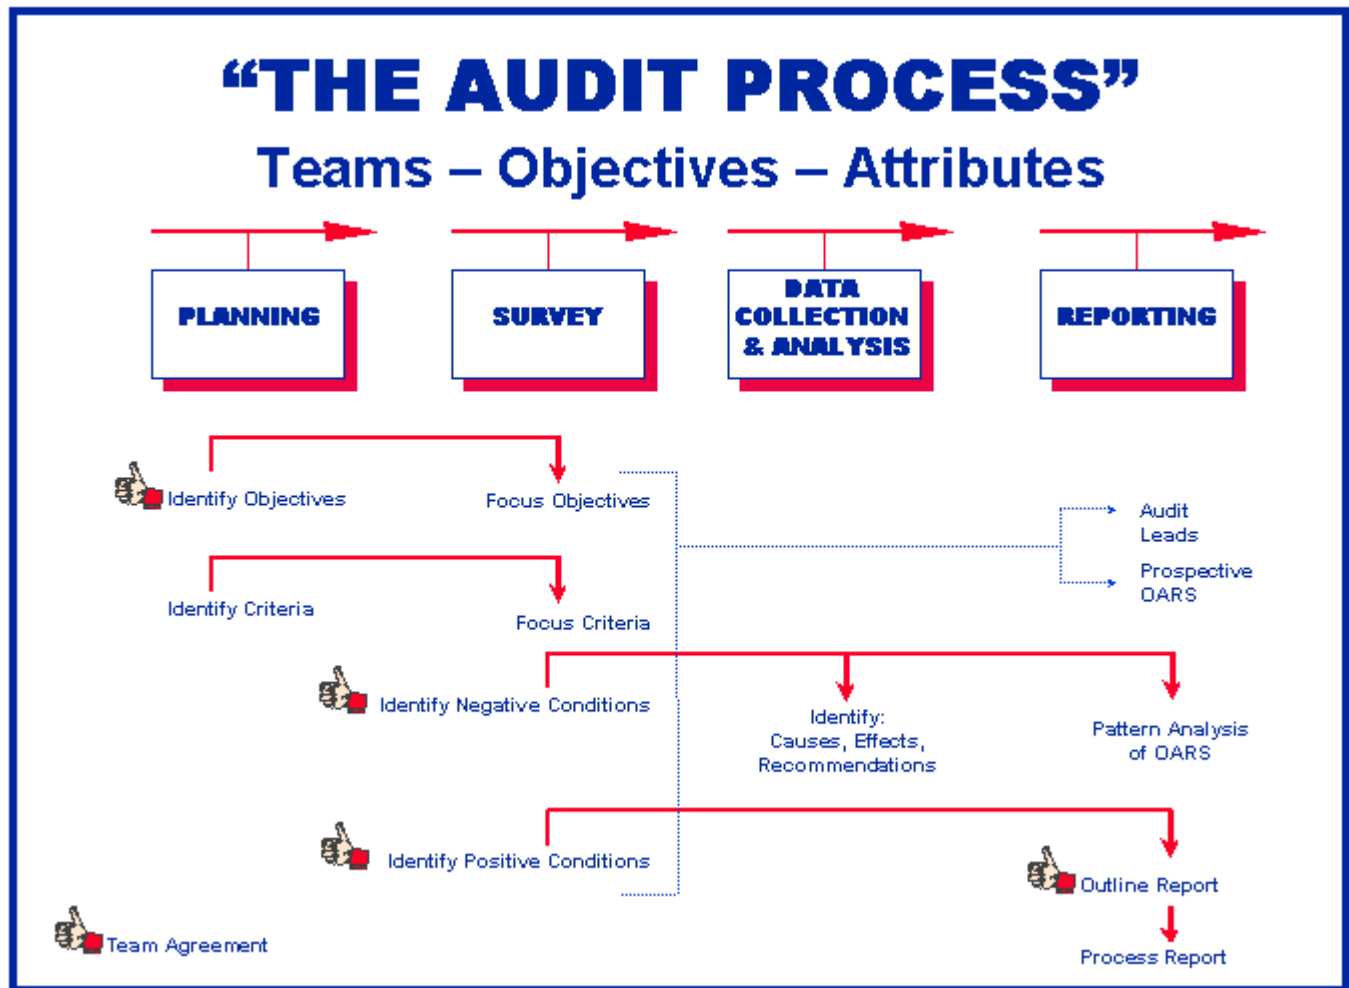 “THE AUDIT PROCESS”
Teams – Objectives – Attributes
PLANNING
SURVEY
DATA
COLLECTION
& ANALYSIS
REPORTING
Identify Objectives
Focus Objectives
Audit
Leads
Prospective
OARS
Identify Criteria
Focus Criteria
Identify Negative Conditions
Identify:
Causes, Effects,
Recommendations
Pattern Analysis
of OARS
Identify Positive Conditions
Outline Report
Team Agreement
Process Report